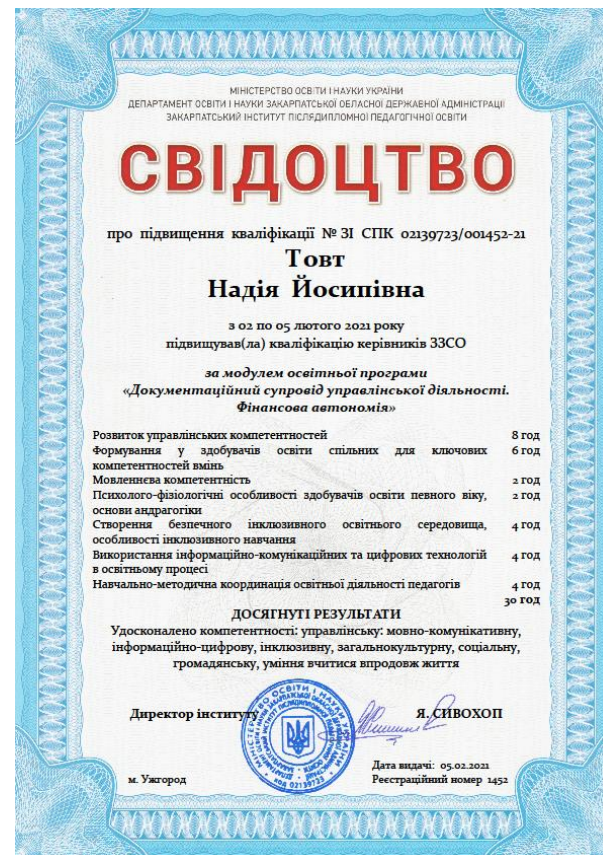 МІНІСТЕРСТВО ОСВІТИ І НАУКИ УКРАЇНИ
ДЕПАРТАМЕНТ ОСВІТИ І НАУКИ ЗАКАРПАТСЬКОЇ ОБЛАСНОЇ ДЕРЖАВНОЇ АДМІНІСТРАЦІЇ
ЗАКАРПАТСЬКИЙ ІНСТИТУТ ПІСЛЯДИПЛОМНОЇ ПЕДАГОГІЧНОЇ ОСВІТИ
СВІДОЦТВО
про підвищення кваліфікації № ЗІ СПК 02139723/001452-21
Товт
Надія Йосипівна
з 02 по 05 лютого 2021 року
підвищував(ла) кваліфікацію керівників ЗЗСО
за модулем освітньої програми
«Документаційний супровід управлінської діяльності.
Фінансова автономія»
Розвиток управлінських компетентностей 8 год
Формування у здобувачів освіти спільних для ключових 6 год
компетентностей вмінь
Мовленнєва компетентність 2 год
Психолого-фізіологічні особливості здобувачів освіти певного віку, 2 год
основи андрагогіки
Створення безпечного інклюзивного освітнього середовища, 4 год
особливості інклюзивного навчання
Використання інформаційно-комунікаційних та цифрових технологій 4 год
в освітньому процесі
Навчально-методична координація освітньої діяльності педагогів 4 год
30 год
ДОСЯГНУТІ РЕЗУЛЬТАТИ
Удосконалено компетентності: управлінську: мовно-комунікативну,
інформаційно-цифрову, інклюзивну, загальнокультурну, соціальну,
громадянську, уміння вчитися впродовж життя
Директор інституту Я. СИВОХОП
Дата видачі: 05.02.2021
м. Ужгород Реєстраційний номер 1452